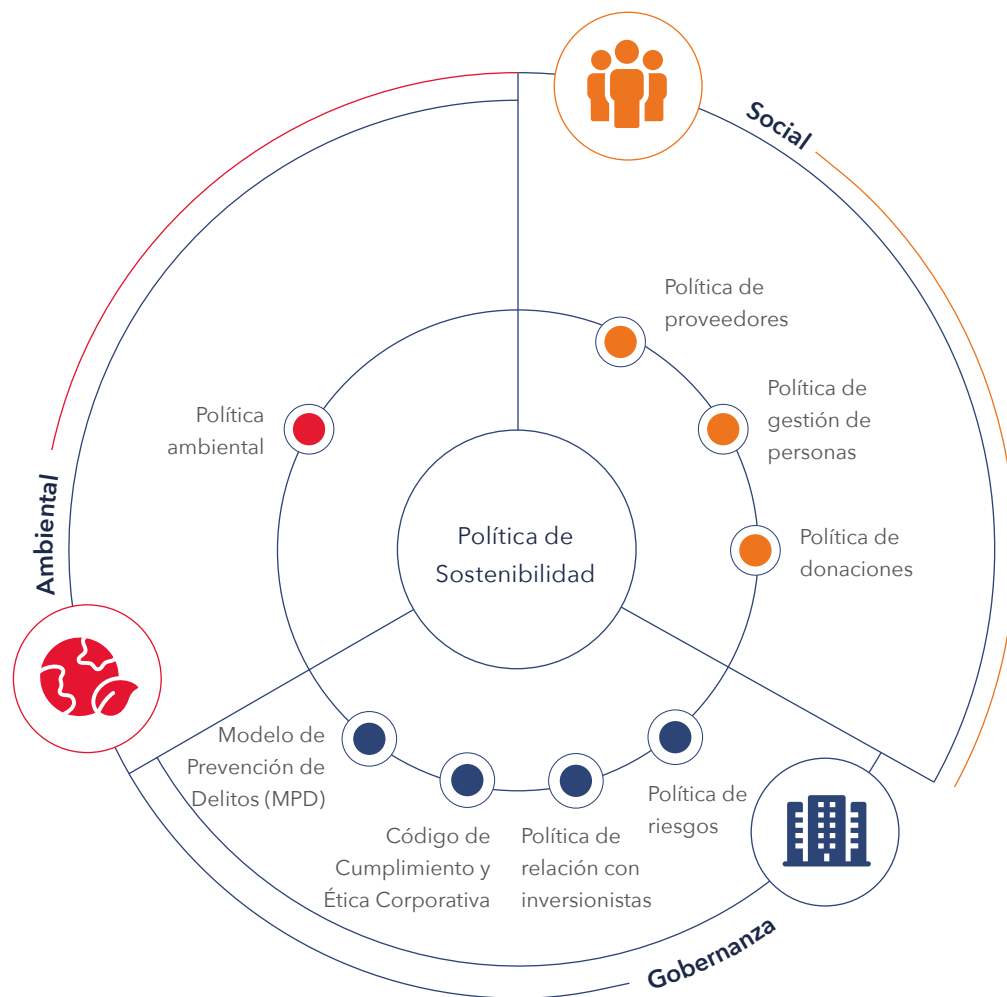 Social
Política de
proveedores
Política de
gestión de
personas
Política
ambiental
Ambiental
Política de
Sostenibilidad
Política de
donaciones
Modelo de
Prevención de
Delitos (MPD)
Código de
Cumplimiento y
Ética Corporativa
Política de
relación con
inversionistas
Política de
riesgos
Gobernanza